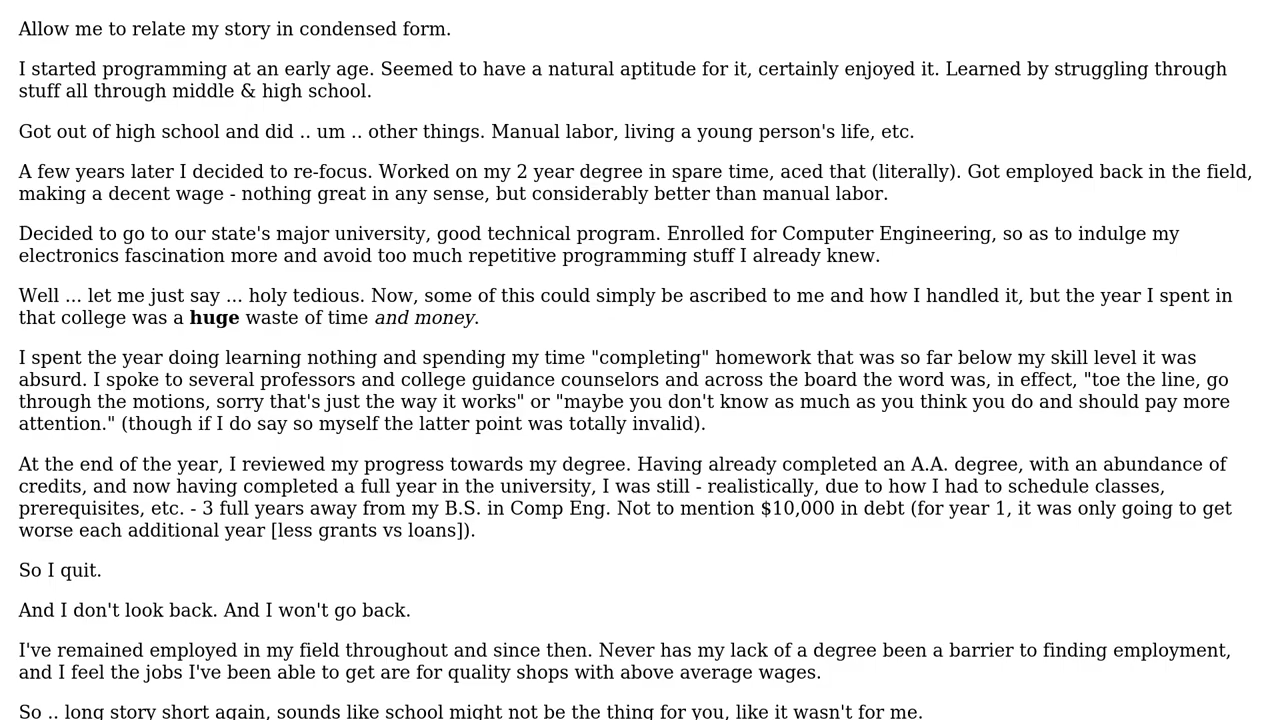 Allow me to relate my story in condensed form.
I started programming at an early age. Seemed to have a natural aptitude for it, certainly enjoyed it. Learned by struggling through
stuff all through middle & high school.
Got out of high school and did .. um .. other things. Manual labor, living a young person's life, etc.
A few years later I decided to re-focus. Worked on my 2 year degree in spare time, aced that (literally). Got employed back in the field,
making a decent wage - nothing great in any sense, but considerably better than manual labor.
Decided to go to our state's major university, good technical program. Enrolled for Computer Engineering, so as to indulge my
electronics fascination more and avoid too much repetitive programming stuff I already knew.
Well ... let me just say ... holy tedious. Now, some of this could simply be ascribed to me and how I handled it, but the year I spent in
that college was a huge waste of time and money.
I spent the year doing learning nothing and spending my time "completing" homework that was so far below my skill level it was
absurd. I spoke to several professors and college guidance counselors and across the board the word was, in effect, "toe the line, go
through the motions, sorry that's just the way it works" or "maybe you don't know as much as you think you do and should pay more
attention." (though if I do say so myself the latter point was totally invalid).
At the end of the year, I reviewed my progress towards my degree. Having already completed an A.A. degree, with an abundance of
credits, and now having completed a full year in the university, I was still - realistically, due to how I had to schedule classes,
prerequisites, etc. - 3 full years away from my B.S. in Comp Eng. Not to mention $10,000 in debt (for year 1, it was only going to get
worse each additional year [less grants vs loans]).
So I quit.
And I don't look back. And I won't go back.
I've remained employed in my field throughout and since then. Never has my lack of a degree been a barrier to finding employment,
and I feel the jobs I've been able to get are for quality shops with above average wages.
So .. long story short again, sounds like school might not be the thing for you, like it wasn't for me.